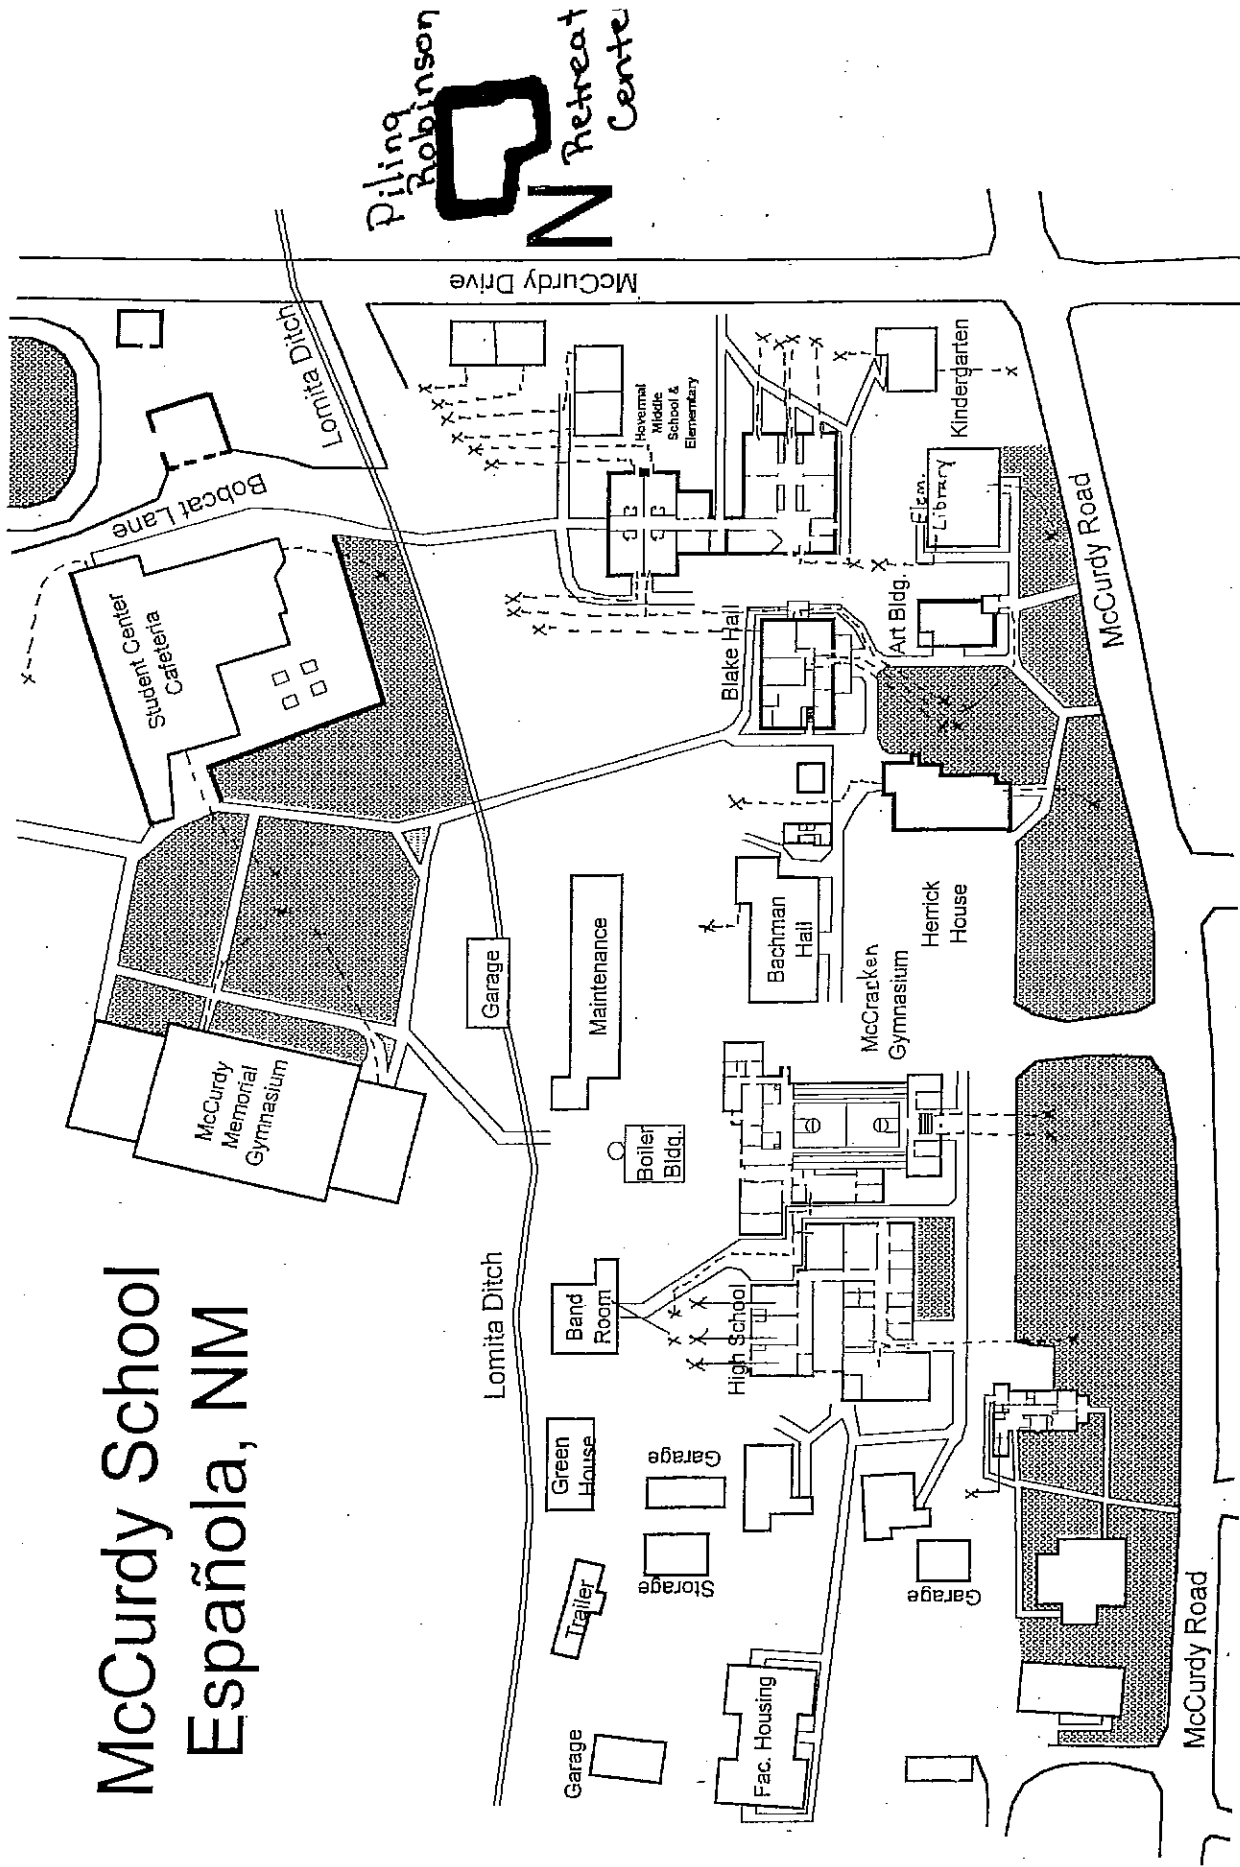 McCurdy School
Española, NM
Piling
Robinson
Retreat
Cente
N
McCurdy Drive
Lomita Ditch
Bobcat Lane
Student Center
Cafeteria
Hovermal
Middle
School &
Elementary
Kindergarten
Elem.
Library
Art Bldg.
Blake Hall
McCurdy Road
McCurdy
Memorial
Gymnasium
Garage
Maintenance
Bachman
Hall
McCracken
Gymnasium
Herrick
House
Boiler
Bldg.
Lomita Ditch
Band
Room
High School
Green
House
Garage
Storage
Trailer
Garage
Garage
Fac. Housing
McCurdy Road